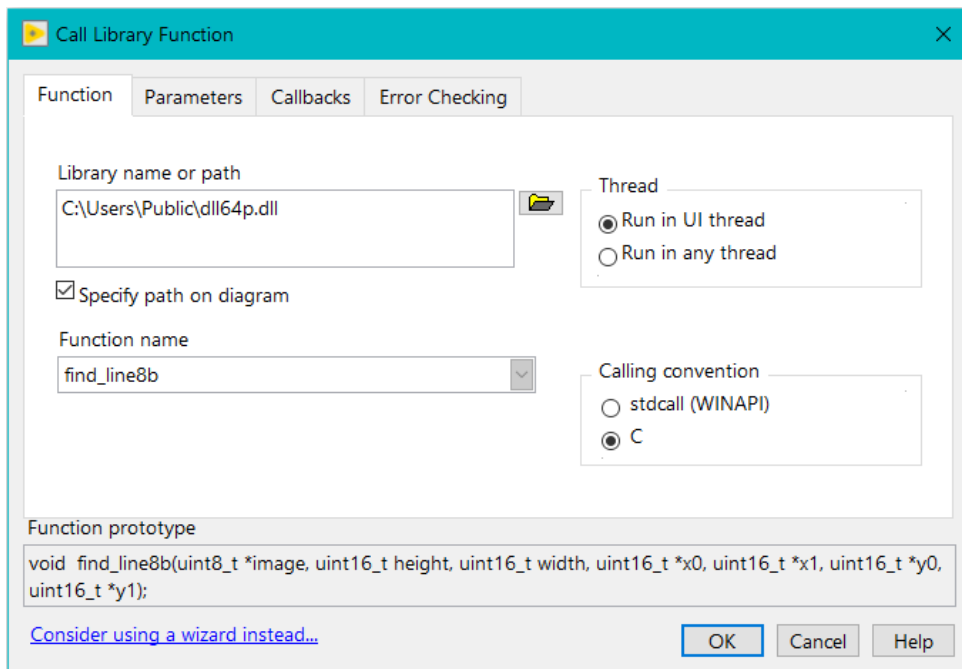 Call Library Function
Function Parameters Callbacks Error Checking
Library name or path
C:\Users\Public\dll64p.dll
Thread
Run in UI thread
Run in any thread
Specify path on diagram
Function name
find_line8b
Calling convention
stdcall (WINAPI)
C
Function prototype
void find_line8b(uint8_t *image, uint16_t height, uint16_t width, uint16_t *x0, uint16_t *x1, uint16_t *y0,
uint16_t *y1);
Consider using a wizard instead...
OK Cancel Help